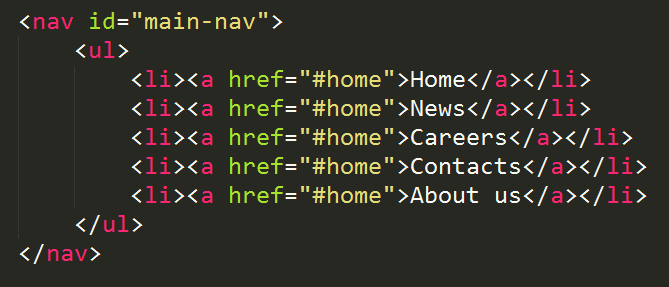 <nav id="main-nav">
<ul>
<li><a href="#home">Home</a></li>
<li><a href="#home">News</a></li>
<li><a href="#home">Careers</a></li>
<li><a href="#home">Contacts</a></li>
<li><a href="#home">About us</a></li>
</ul>
</nav>